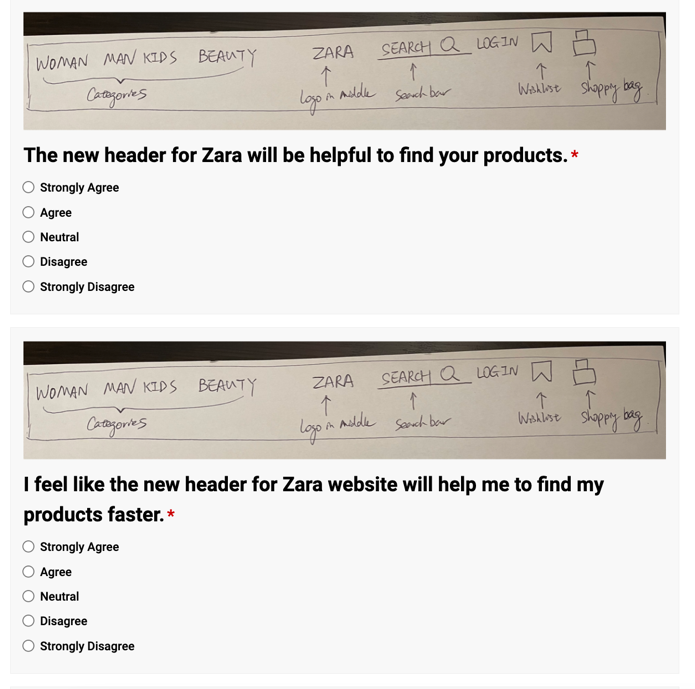 WOMAN MAN KIDS BEAUTY ZARA SEARCH LOGIN
Categories Logo in middle Search bar Wishlist Shoppig bag
The new header for Zara will be helpful to find your products. *
Strongly Agree
Agree
Neutral
Disagree
Strongly Disagree
WOMAN MAN KIDS BEAUTY ZARA SEARCH LOGIN
Categories Logo in middle Search bar Wishlist Shoppig bag
I feel like the new header for Zara website will help me to find my
products faster. *
Strongly Agree
Agree
Neutral
Disagree
Strongly Disagree